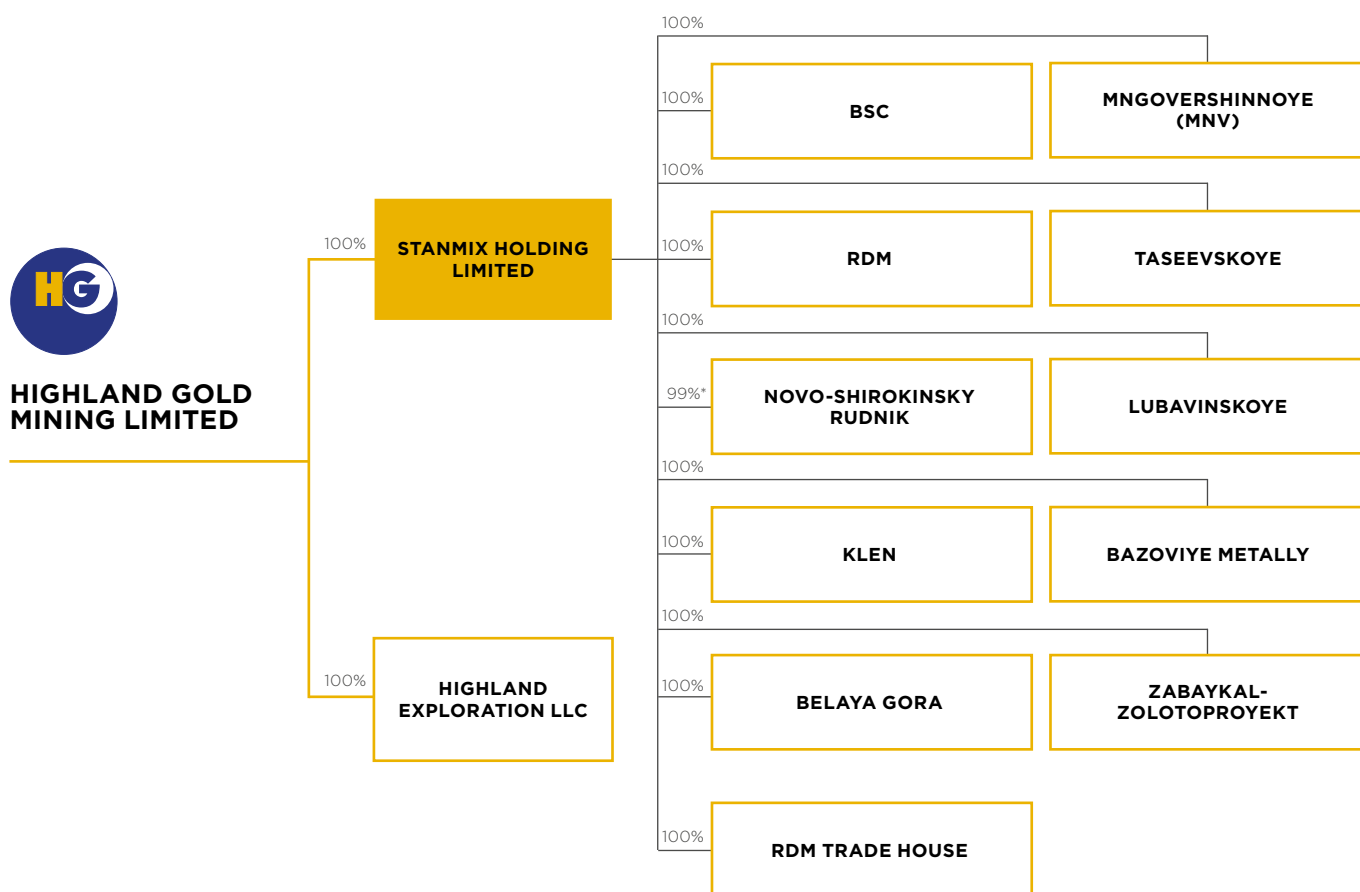 100%
100%
BSC
MNGOVERSHINNOYE
(MNV)
100%
100%
STANMIX HOLDING
LIMITED
100%
RDM
TASEEVSKOYE
HG
HIGHLAND GOLD
MINING LIMITED
100%
99%*
NOVO-SHIROKINSKY
RUDNIK
LUBAVINSKOYE
100%
100%
KLEN
BAZOVIYE METALLY
100%
100%
HIGHLAND
EXPLORATION LLC
100%
BELAYA GORA
ZABAYKAL-
ZOLOTOPROYEKT
100%
RDM TRADE HOUSE